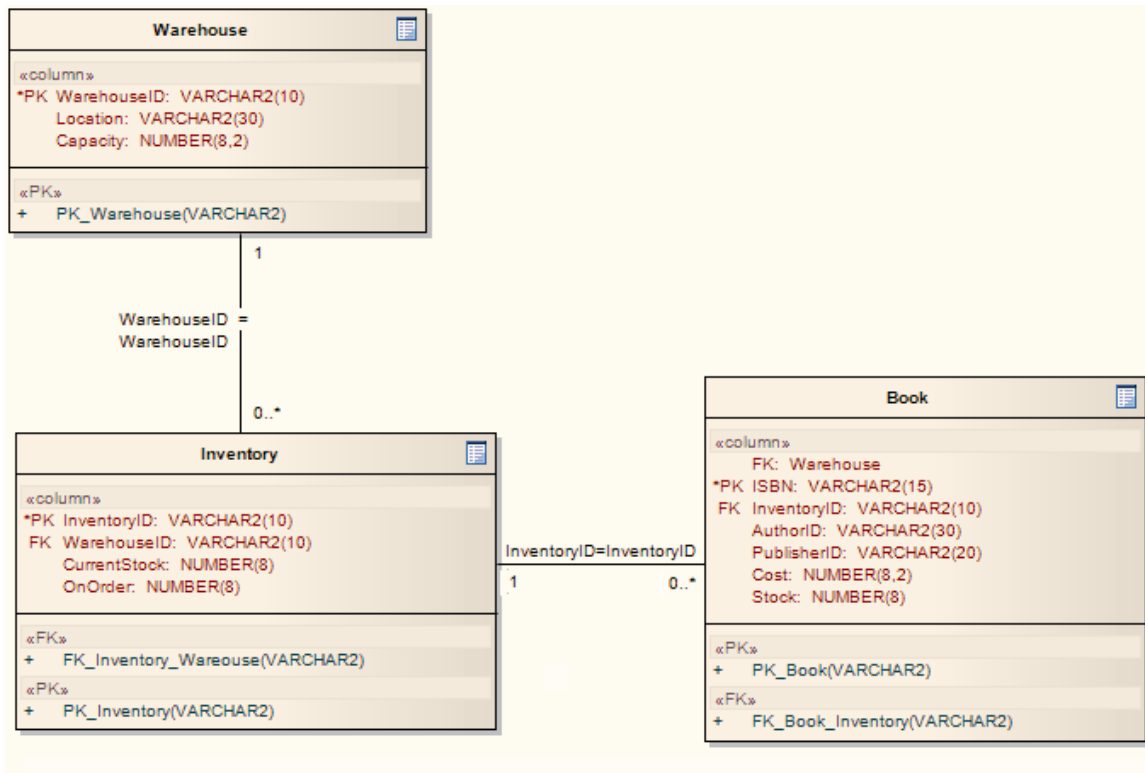 Warehouse
«column»
*PK WarehouseID: VARCHAR2(10)
Location: VARCHAR2(30)
Capacity: NUMBER(8,2)
«PK»
+ PK_Warehouse(VARCHAR2)
1
WarehouseID =
WarehouseID
0..*
Inventory
«column»
*PK InventoryID: VARCHAR2(10)
FK WarehouseID: VARCHAR2(10)
CurrentStock: NUMBER(8)
OnOrder: NUMBER(8)
«FK»
+ FK_Inventory_Wareouse(VARCHAR2)
«PK»
+ PK_Inventory(VARCHAR2)
InventoryID=InventoryID
1 0..*
Book
«column»
FK: Warehouse
*PK ISBN: VARCHAR2(15)
FK InventoryID: VARCHAR2(10)
AuthorID: VARCHAR2(30)
PublisherID: VARCHAR2(20)
Cost: NUMBER(8,2)
Stock: NUMBER(8)
«PK»
+ PK_Book(VARCHAR2)
«FK»
+ FK_Book_Inventory(VARCHAR2)